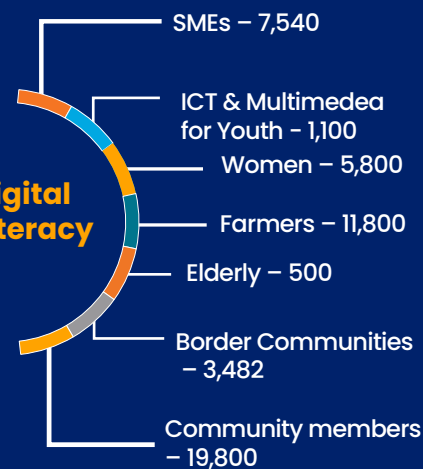 SMEs – 7,540
ICT & Multimedea
for Youth - 1,100
Women – 5,800
igital
teracy
Farmers – 11,800
Elderly – 500
Border Communities
– 3,482
Community members
– 19,800